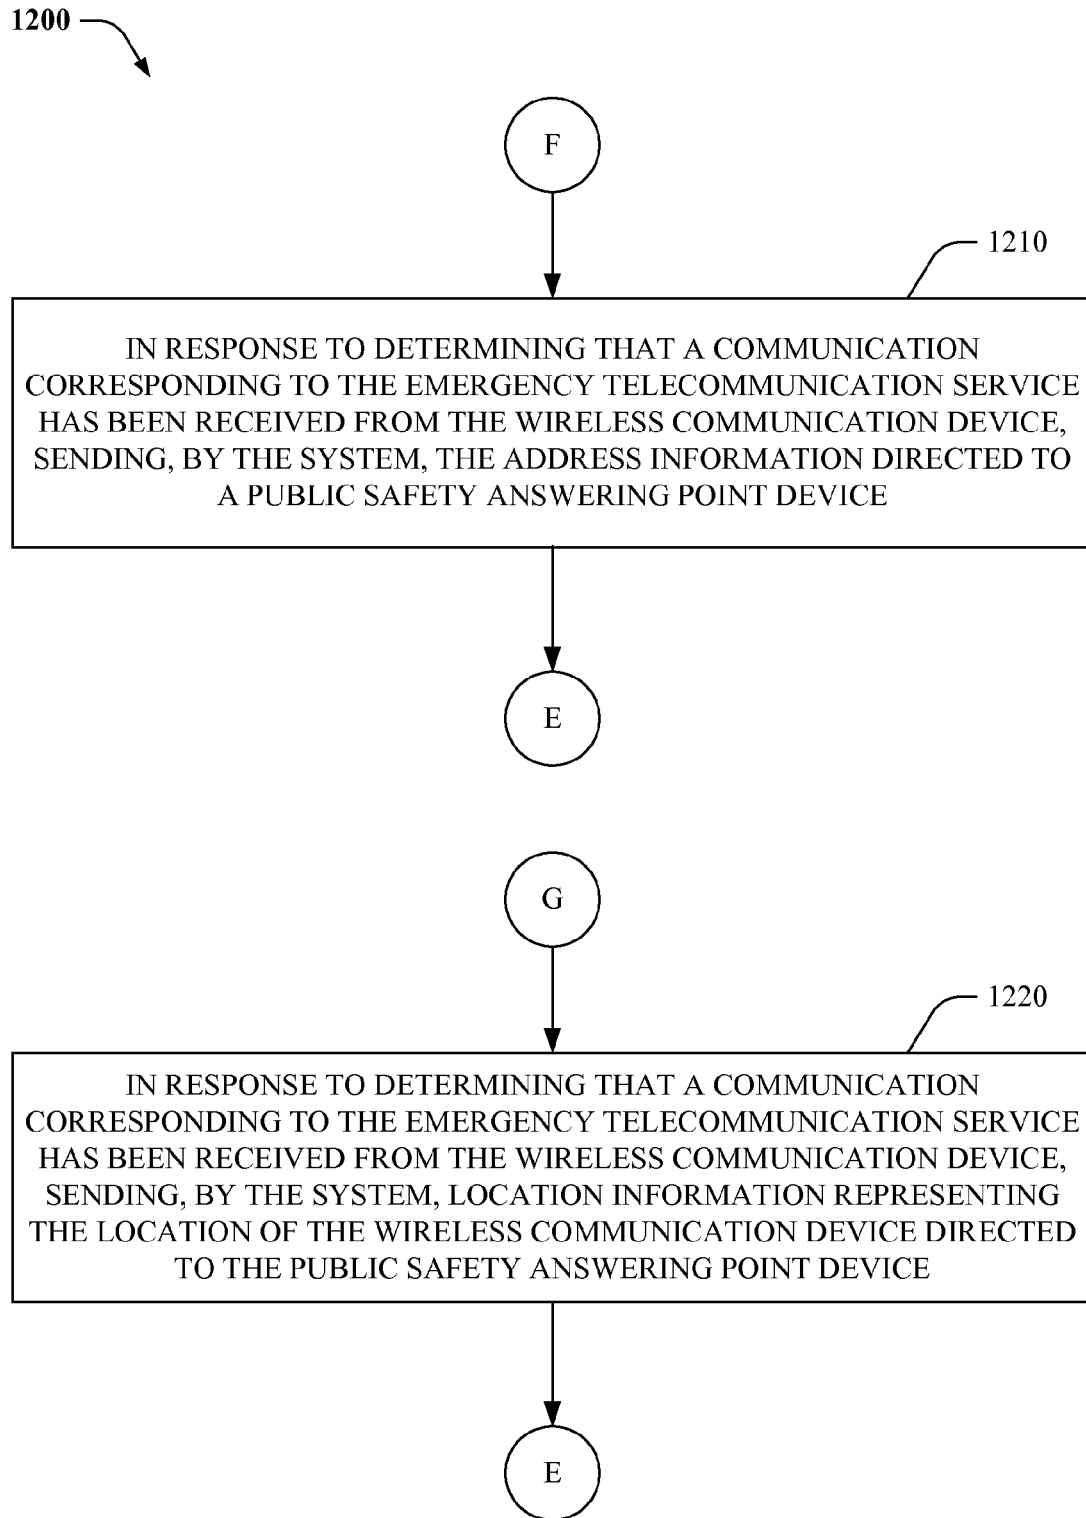 1200
F
1210
IN RESPONSE TO DETERMINING THAT A COMMUNICATION
CORRESPONDING TO THE EMERGENCY TELECOMMUNICATION SERVICE
HAS BEEN RECEIVED FROM THE WIRELESS COMMUNICATION DEVICE,
SENDING, BY THE SYSTEM, THE ADDRESS INFORMATION DIRECTED TO
A PUBLIC SAFETY ANSWERING POINT DEVICE
E
G
1220
IN RESPONSE TO DETERMINING THAT A COMMUNICATION
CORRESPONDING TO THE EMERGENCY TELECOMMUNICATION SERVICE
HAS BEEN RECEIVED FROM THE WIRELESS COMMUNICATION DEVICE,
SENDING, BY THE SYSTEM, LOCATION INFORMATION REPRESENTING
THE LOCATION OF THE WIRELESS COMMUNICATION DEVICE DIRECTED
TO THE PUBLIC SAFETY ANSWERING POINT DEVICE
E